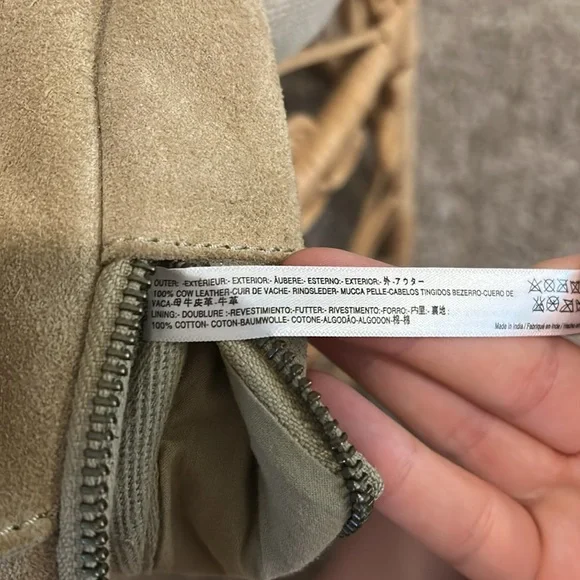 OUTER: -EXTÉRIEUR:- EXTERIOR:- ÄUBERE:- ESTERNO:- EXTERIOR:-外-アウター
100% COW LEATHER-CUIR DE VACHE- RINDSLEDER- MUCCA PELLE-CABELOS TINGIDOS BEZERRO-CUERO DE
VACA-母牛皮革-牛革
LINING:- DOUBLURE :-REVESTIMENTO:-FUTTER- RIVESTIMENTO:-FORRO:-内里.- 裏地:
100% COTTON- COTON-BAUMWOLLE- COTONE-ALGODÃO-ALGODON-棉-棉
Made in India / Fabriqué en Inde /